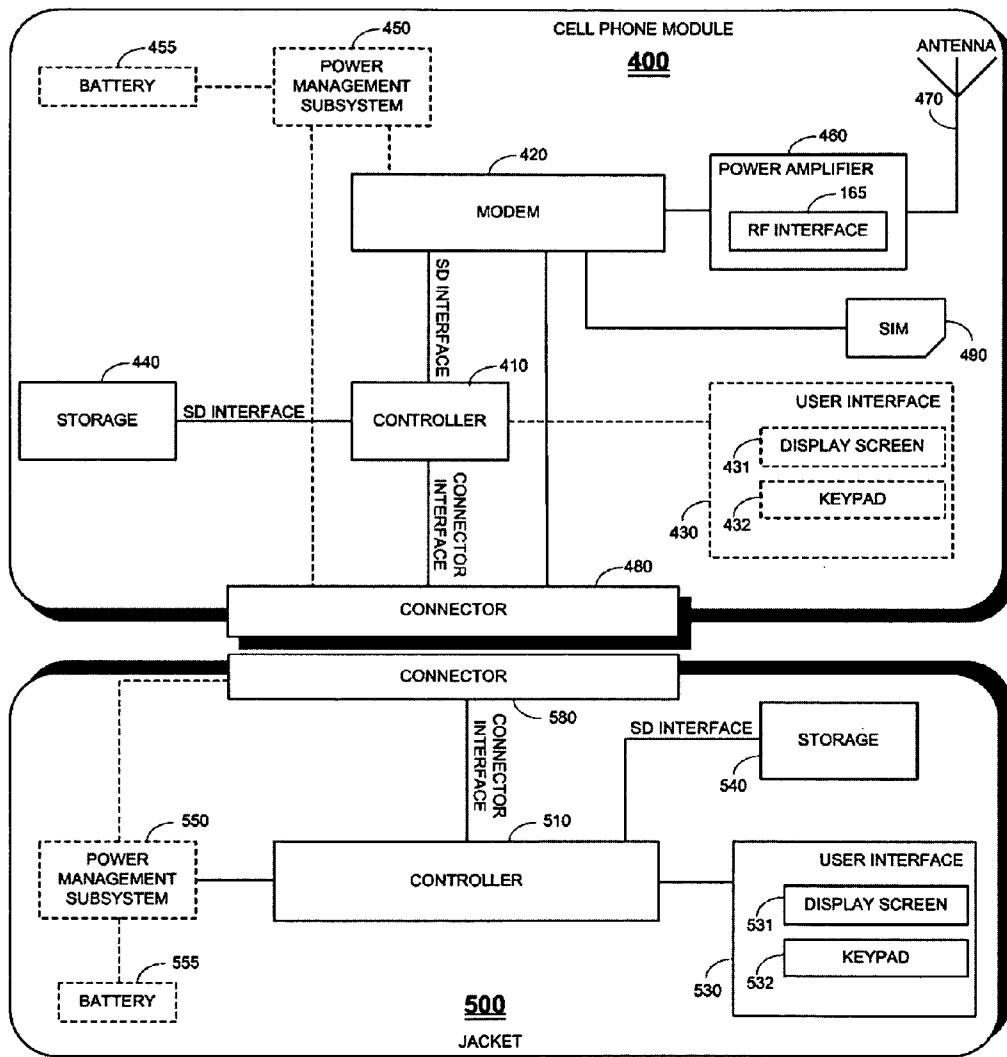 CELL PHONE MODULE
400
455
BATTERY
450
POWER
MANAGEMENT
SUBSYSTEM
ANTENNA
470
420
MODEM
460
POWER AMPLIFIER
165
RF INTERFACE
SD INTERFACE
SIM
490
440
STORAGE
SD INTERFACE
410
CONTROLLER
USER INTERFACE
431
DISPLAY SCREEN
432
KEYPAD
430
CONNECTOR
INTERFACE
480
CONNECTOR
CONNECTOR
580
CONNECTOR
INTERFACE
SD INTERFACE
STORAGE
540
550
POWER
MANAGEMENT
SUBSYSTEM
510
CONTROLLER
USER INTERFACE
531
DISPLAY SCREEN
532
KEYPAD
530
555
BATTERY
500
JACKET